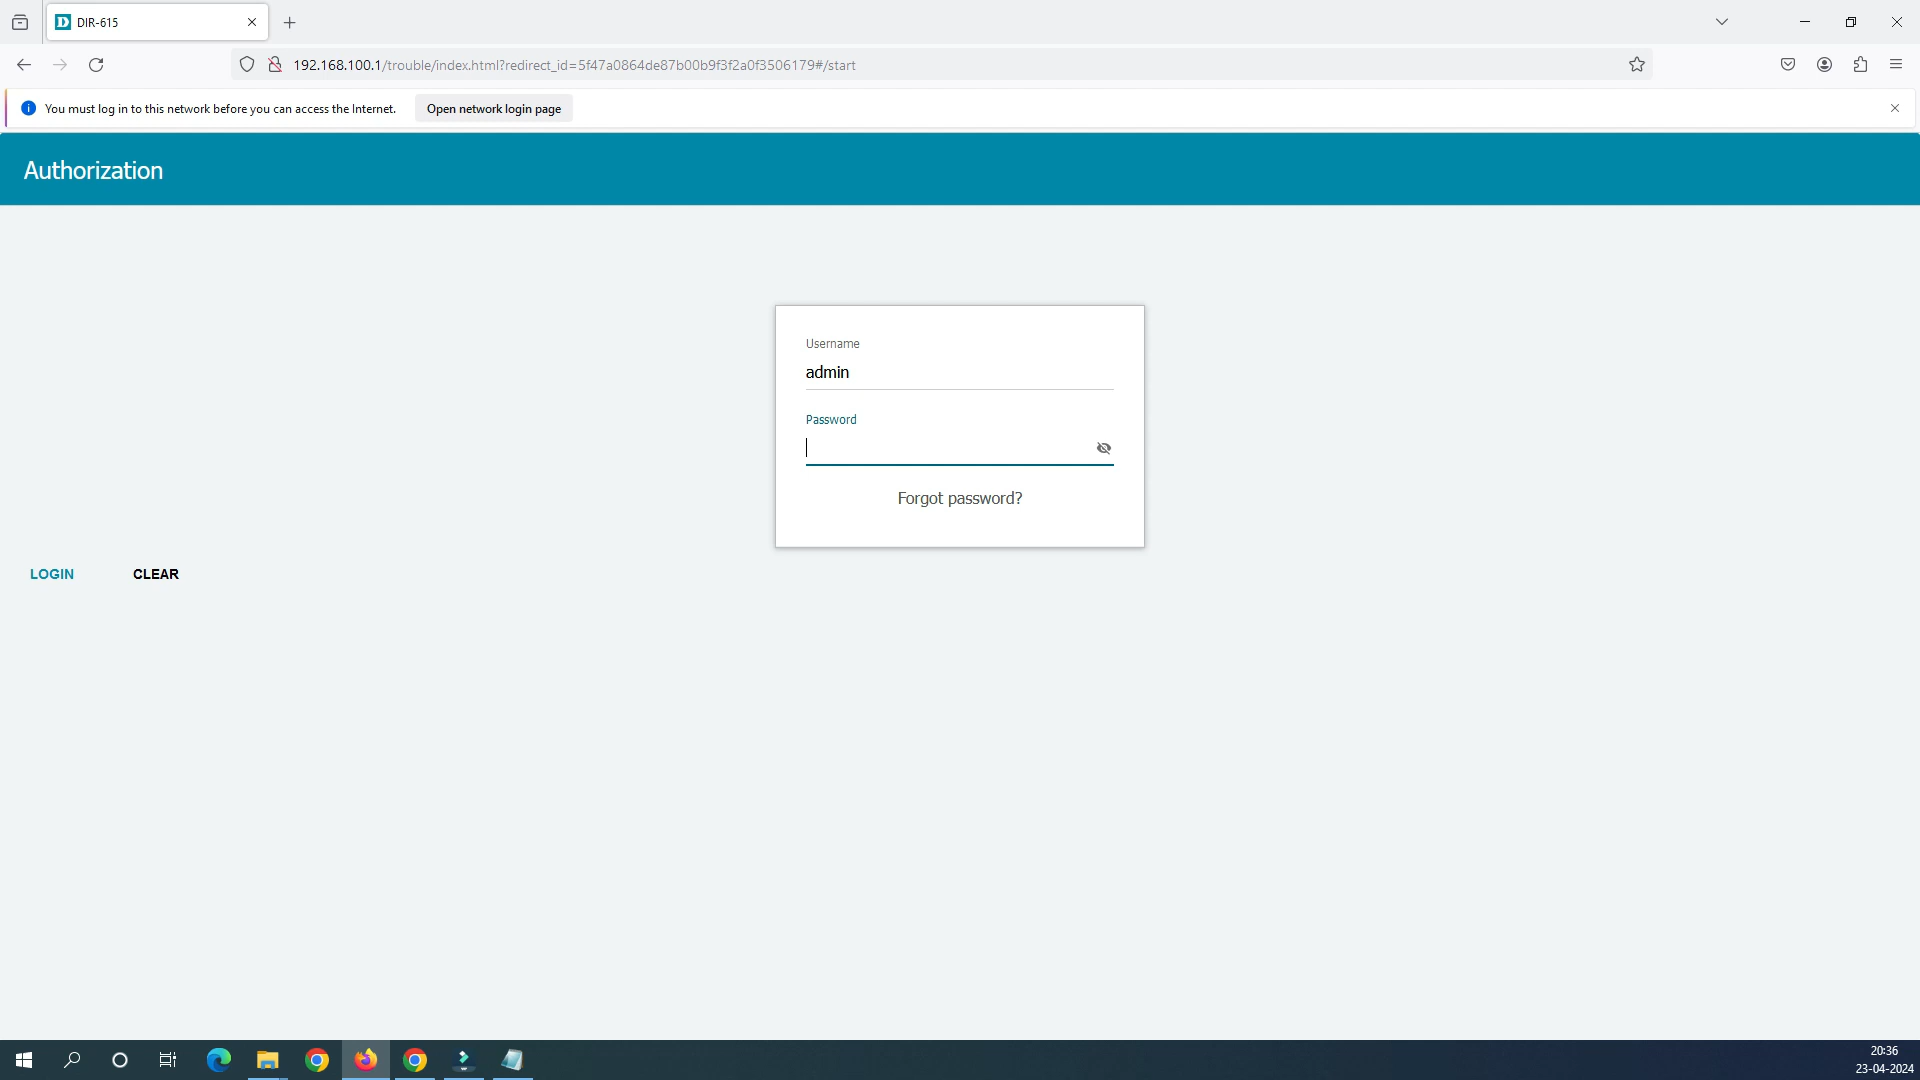 DIR-615
192.168.100.1/trouble/index.html?redirect_id=5f47a0864de87b00b9f3f2a0f3506179#/start
You must log in to this network before you can access the Internet. Open network login page
Authorization
Username
admin
Password
Forgot password?
LOGIN CLEAR
20:36
23-04-2024